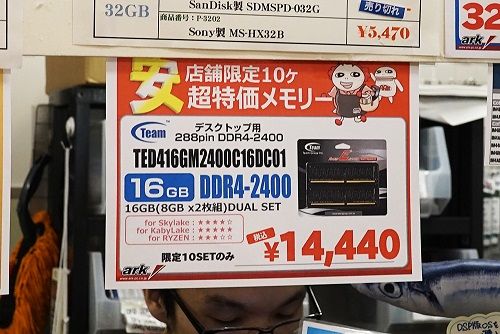 32GB
SanDisk製 SDMSPD-032G
商品番号：P-3202
Sony製 MS-HX32B
売り切れ
¥5,470
32
安
店舗限定10ケ
超特価メモリー
Team
デスクトップ用
288pin DDR4-2400
TED416GM2400C16DC01
16GB DDR4-2400
16GB(8GB x2枚組)DUAL SET
for Skylake：★★★★☆
for KabyLake：★★★★★
for RYZEN：★★★★☆
限定10SETのみ
税込
¥14,440
ark